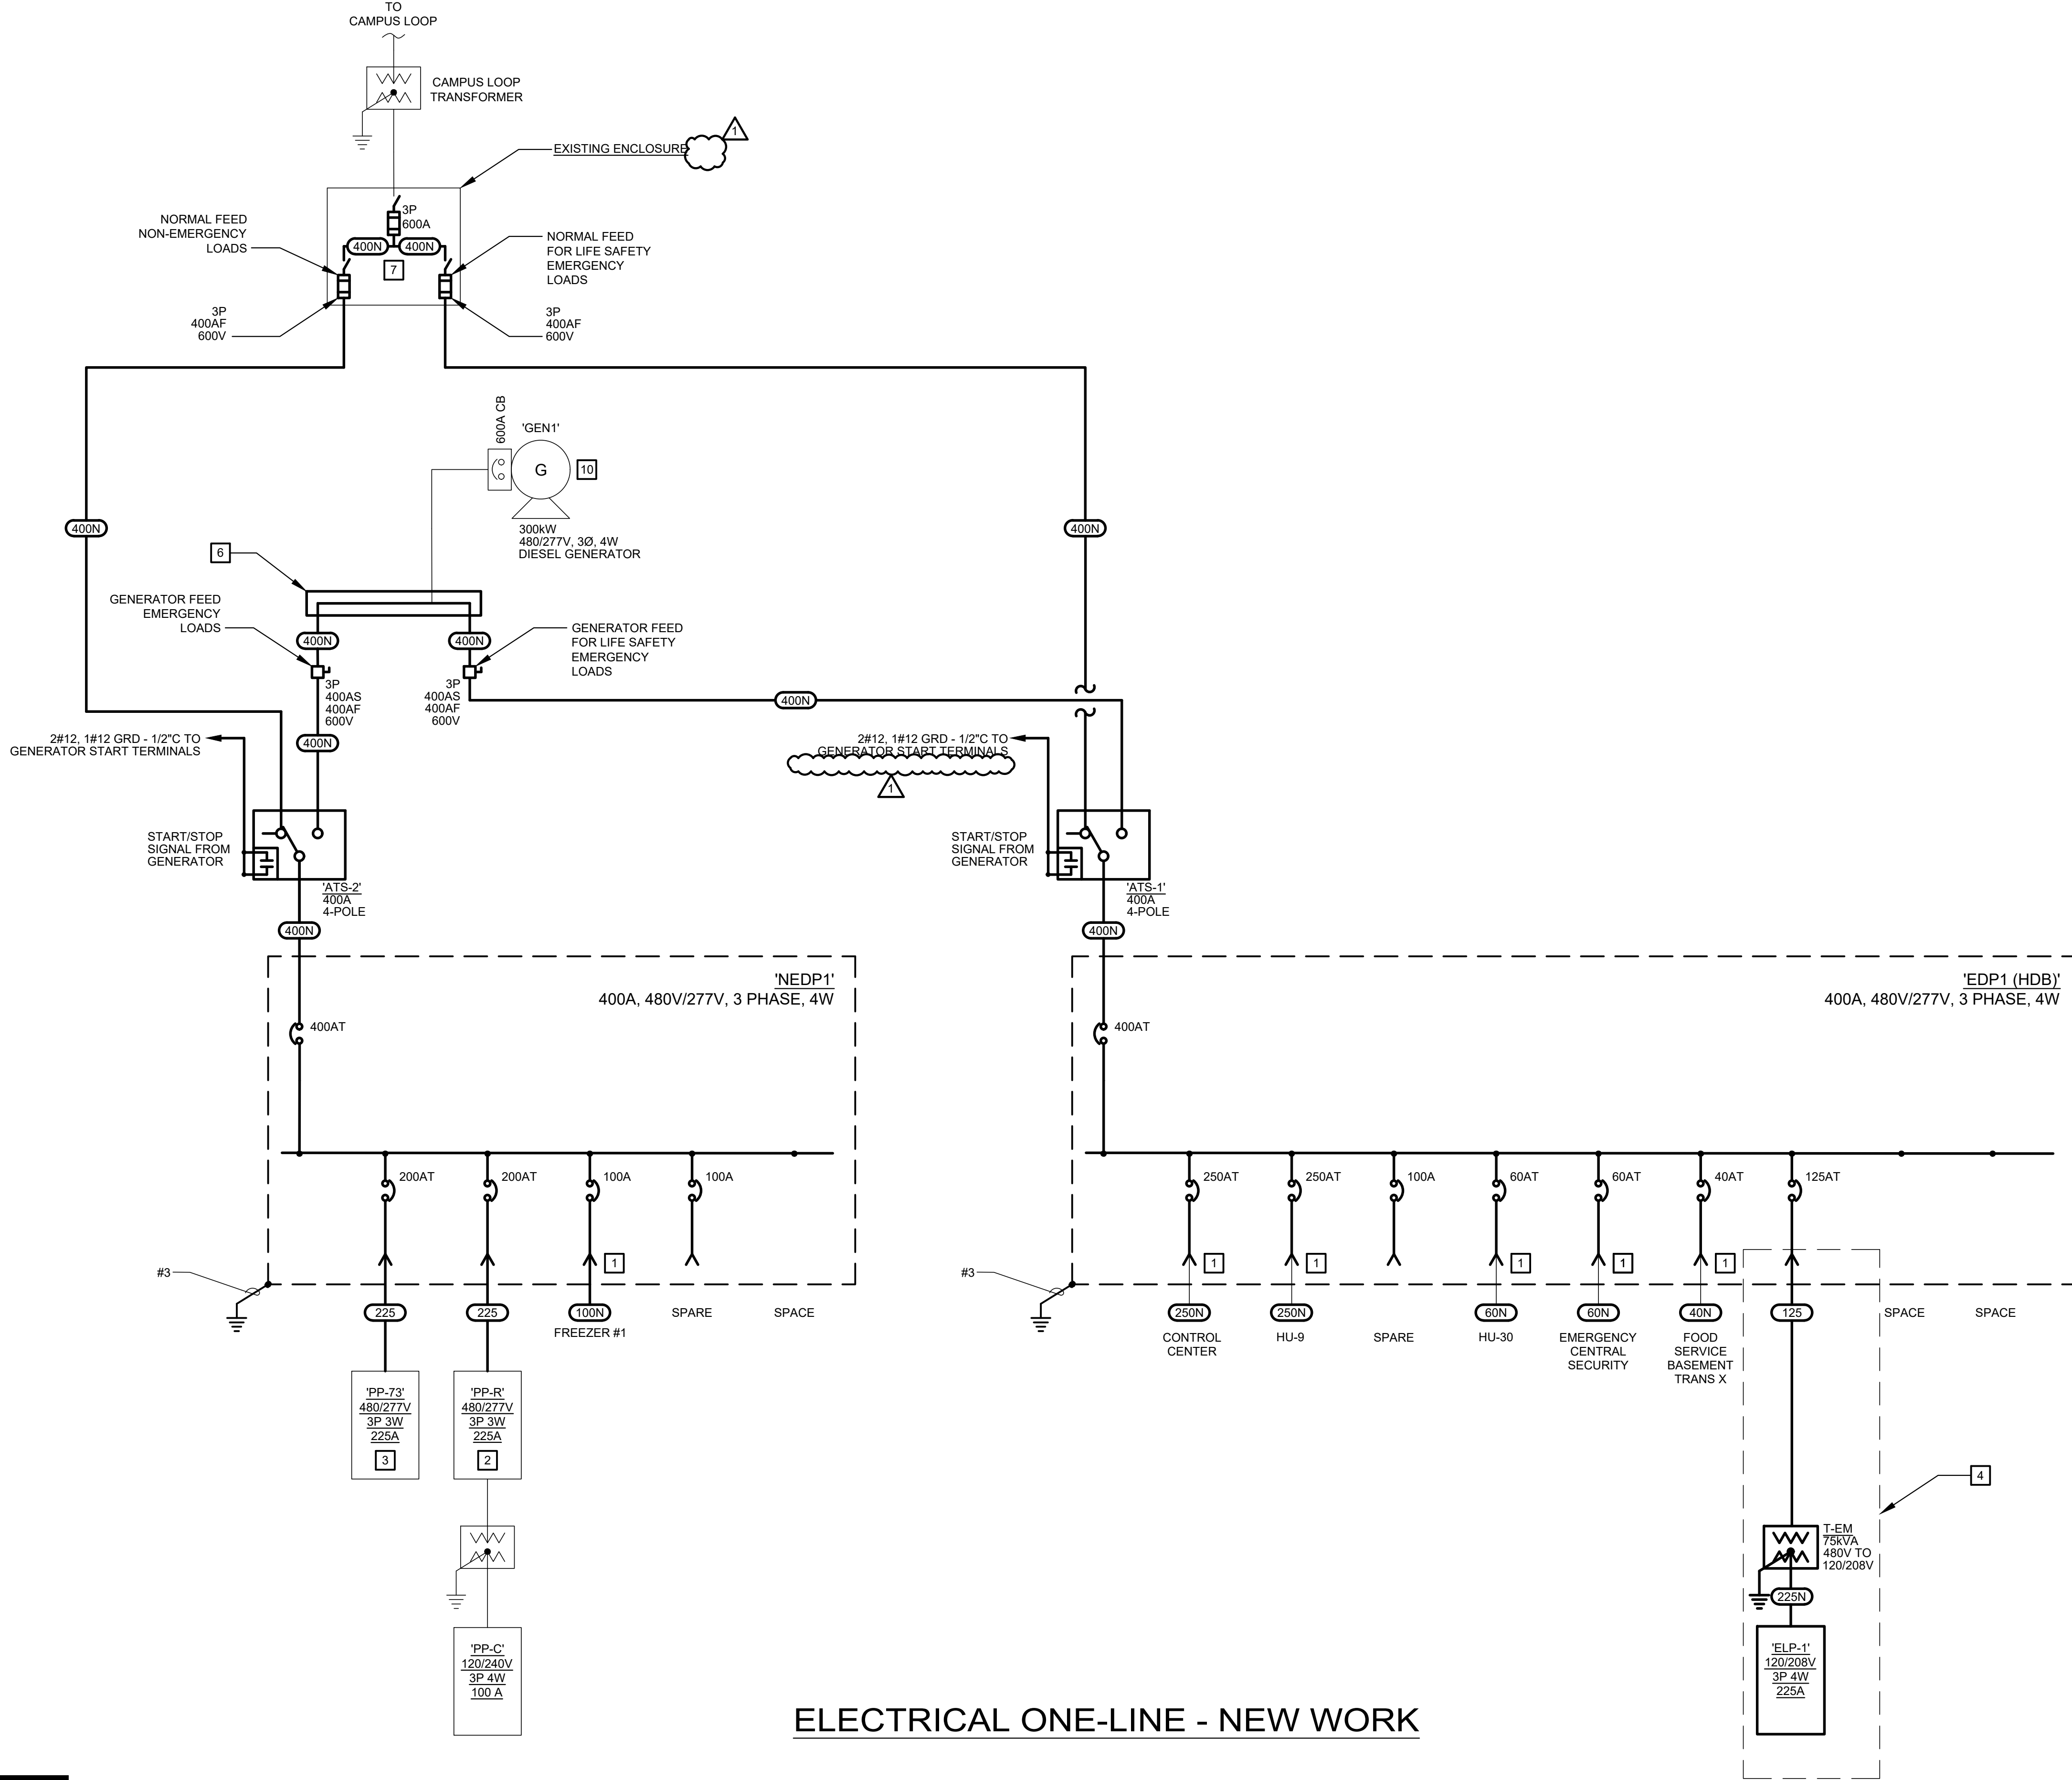 TO
CAMPUS LOOP
CAMPUS LOOP
TRANSFORMER
1
EXISTING ENCLOSURE
3P
600A
NORMAL FEED
NON-EMERGENCY
LOADS
400N
400N
7
NORMAL FEED
FOR LIFE SAFETY
EMERGENCY
LOADS
3P
400AF
600V
3P
400AF
600V
600A CB
'GEN1'
G
10
300kW
480/277V, 3Ø, 4W
DIESEL GENERATOR
400N
400N
6
GENERATOR FEED
EMERGENCY
LOADS
400N
400N
GENERATOR FEED
FOR LIFE SAFETY
EMERGENCY
LOADS
3P
400AS
400AF
600V
3P
400AS
400AF
600V
400N
2#12, 1#12 GRD - 1/2"C TO
GENERATOR START TERMINALS
400N
2#12, 1#12 GRD - 1/2"C TO
GENERATOR START TERMINALS
1
START/STOP
SIGNAL FROM
GENERATOR
'ATS-2'
400A
4-POLE
START/STOP
SIGNAL FROM
GENERATOR
'ATS-1'
400A
4-POLE
400N
400N
'NEDP1'
400A, 480V/277V, 3 PHASE, 4W
400AT
'EDP1 (HDB)'
400A, 480V/277V, 3 PHASE, 4W
400AT
200AT
200AT
100A
100A
250AT
250AT
100A
60AT
60AT
40AT
125AT
1
1
1
1
1
1
#3
#3
225
225
100N
FREEZER #1
SPARE
SPACE
250N
CONTROL
CENTER
250N
HU-9
SPARE
60N
HU-30
60N
EMERGENCY
CENTRAL
SECURITY
40N
FOOD
SERVICE
BASEMENT
TRANS X
125
SPACE
SPACE
'PP-73'
480/277V
3P 3W
225A
3
'PP-R'
480/277V
3P 3W
225A
2
4
T-EM
75kVA
480V TO
120/208V
225N
'PP-C'
120/240V
3P 4W
100 A
'ELP-1'
120/208V
3P 4W
225A
ELECTRICAL ONE-LINE - NEW WORK